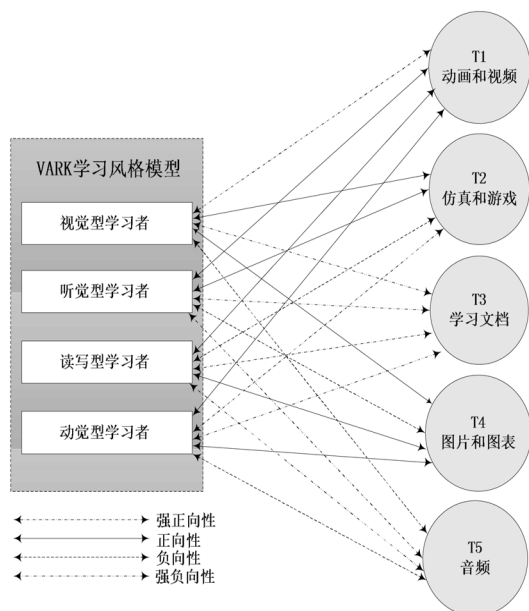 T1
动画和视频
VARK学习风格模型
T2
仿真和游戏
视觉型学习者
听觉型学习者
T3
学习文档
读写型学习者
动觉型学习者
T4
图片和图表
强正向性
正向性
负向性
强负向性
T5
音频